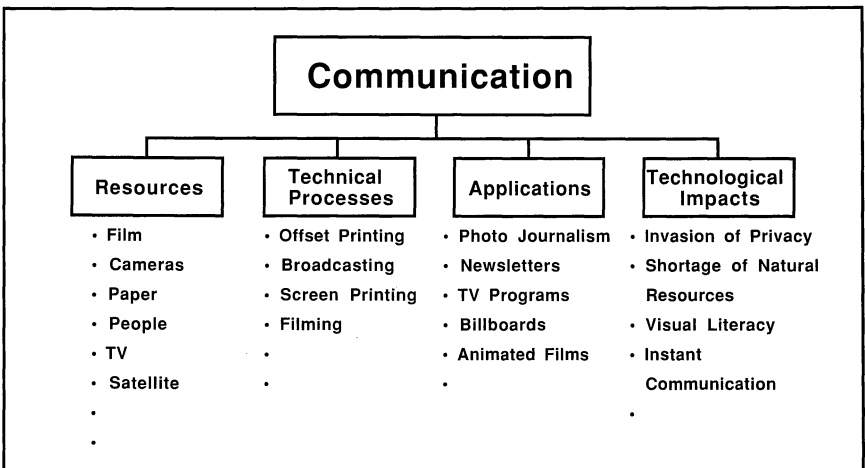 Communication
Resources
Technical
Processes
Applications
Technological
Impacts
· Film
· Cameras
· Paper
· People
· TV
· Satellite
·
·
· Offset Printing
· Broadcasting
· Screen Printing
· Filming
·
·
· Photo Journalism
· Newsletters
· TV Programs
· Billboards
· Animated Films
·
· Invasion of Privacy
· Shortage of Natural
Resources
· Visual Literacy
· Instant
Communication
·